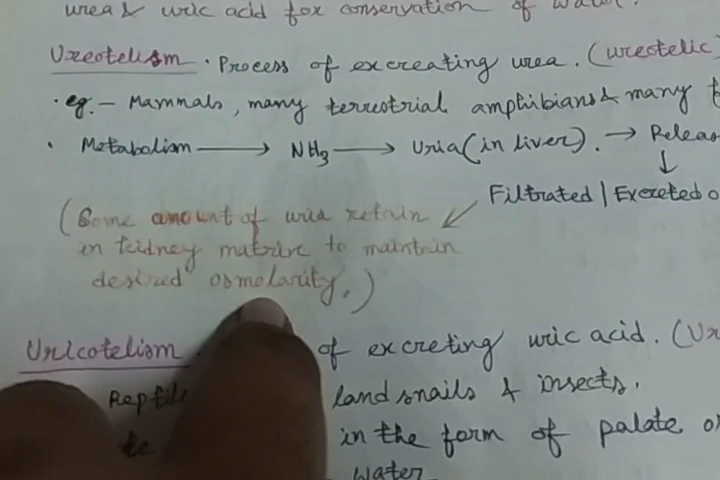 urea & uric acid for conservation of water.
Ureotelism. Process of excreating urea. (ureotelic)
• eg. - Mammals, many terrestrial amphibians & many
• Metabolism → NH3 → Uria (in liver). → Releas
↓
Filtrated | Excreted o
(Some amount of uria retain
in kidney matrix to maintain
desired osmolarity.)
Uricotelism. of excreting uric acid. (Ur
Reptil land snails & insects.
in the form of palate or
water